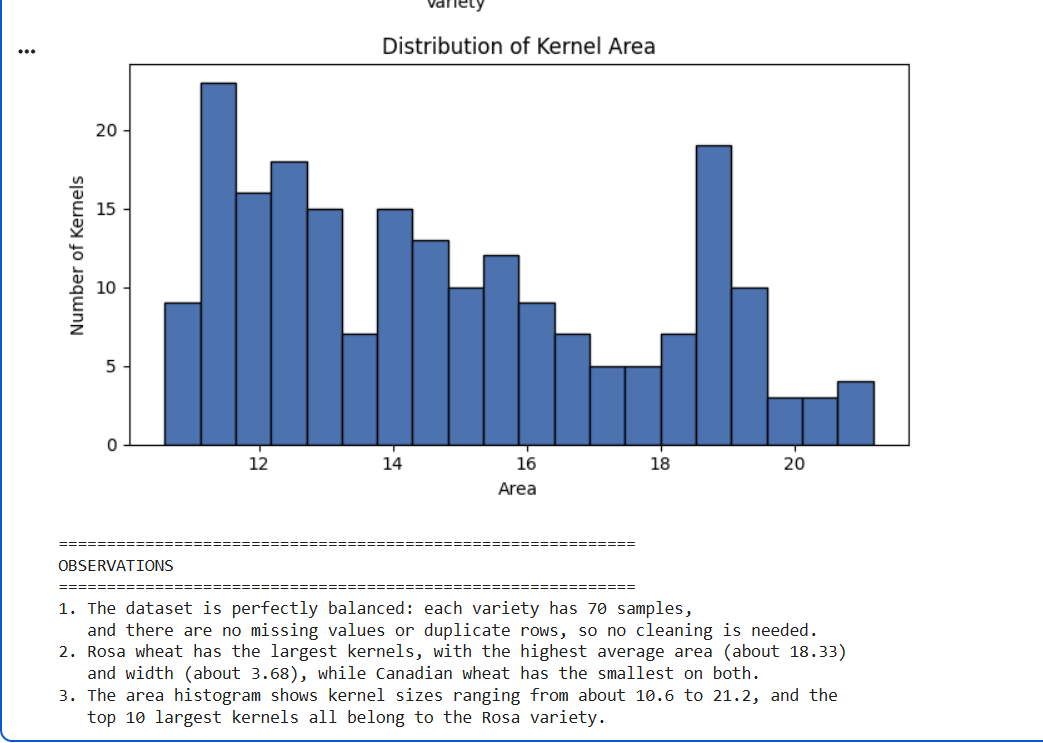 variety
...
Distribution of Kernel Area
Number of Kernels
20
15
10
5
0
12 14 16 18 20
Area
============================================================
OBSERVATIONS
============================================================
1. The dataset is perfectly balanced: each variety has 70 samples,
and there are no missing values or duplicate rows, so no cleaning is needed.
2. Rosa wheat has the largest kernels, with the highest average area (about 18.33)
and width (about 3.68), while Canadian wheat has the smallest on both.
3. The area histogram shows kernel sizes ranging from about 10.6 to 21.2, and the
top 10 largest kernels all belong to the Rosa variety.